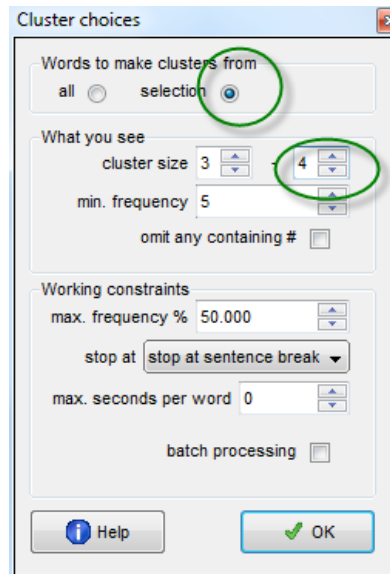 Cluster choices
Words to make clusters from
all selection
What you see
cluster size 3 - 4
min. frequency 5
omit any containing #
Working constraints
max. frequency % 50.000
stop at stop at sentence break
max. seconds per word 0
batch processing
Help OK